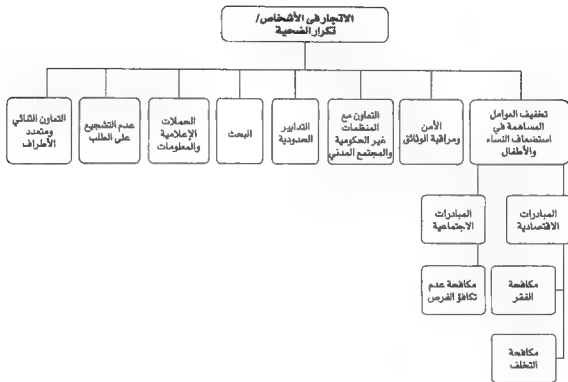 الاتجار في الأشخاص/
تكرار الضحية
تخفيف العوامل
المساهمة في
استضعاف النساء
والأطفال
الأمن
ومراقبة الوثائق
التعاون مع
المنظمات
غير الحكومية
والمجتمع المدني
التدابير
الحدودية
البحث
الحملات
الإعلامية
والمعلومات
عدم التشجيع
على الطلب
التعاون الثنائي
ومتعدد
الأطراف
المبادرات
الاقتصادية
المبادرات
الاجتماعية
مكافحة
الفقر
مكافحة عدم
تكافؤ الفرص
مكافحة
التخلف